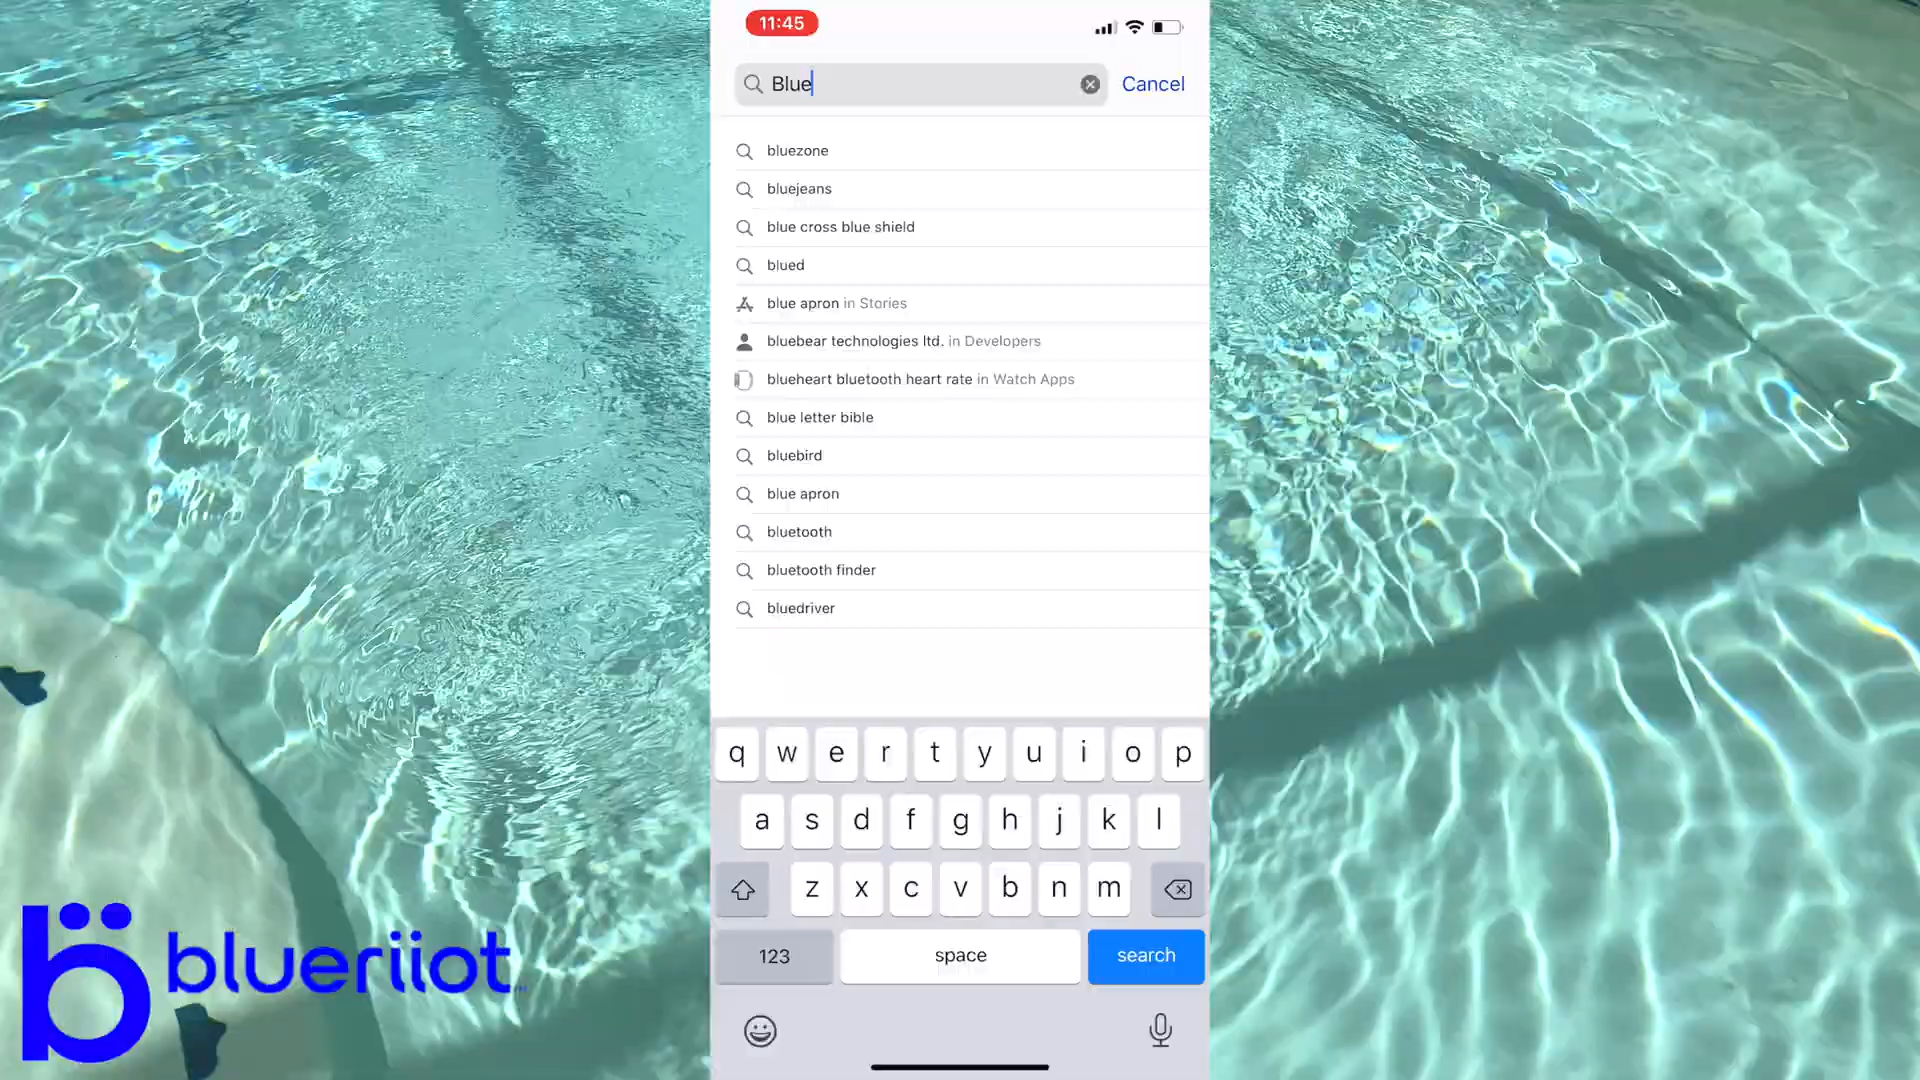 11:45
Blue
Cancel
bluezone
bluejeans
blue cross blue shield
blued
blue apron in Stories
bluebear technologies ltd. in Developers
blueheart bluetooth heart rate in Watch Apps
blue letter bible
bluebird
blue apron
bluetooth
bluetooth finder
bluedriver
q w e r t y u i o p
a s d f g h j k l
z x c v b n m
123 space search
blueriiot